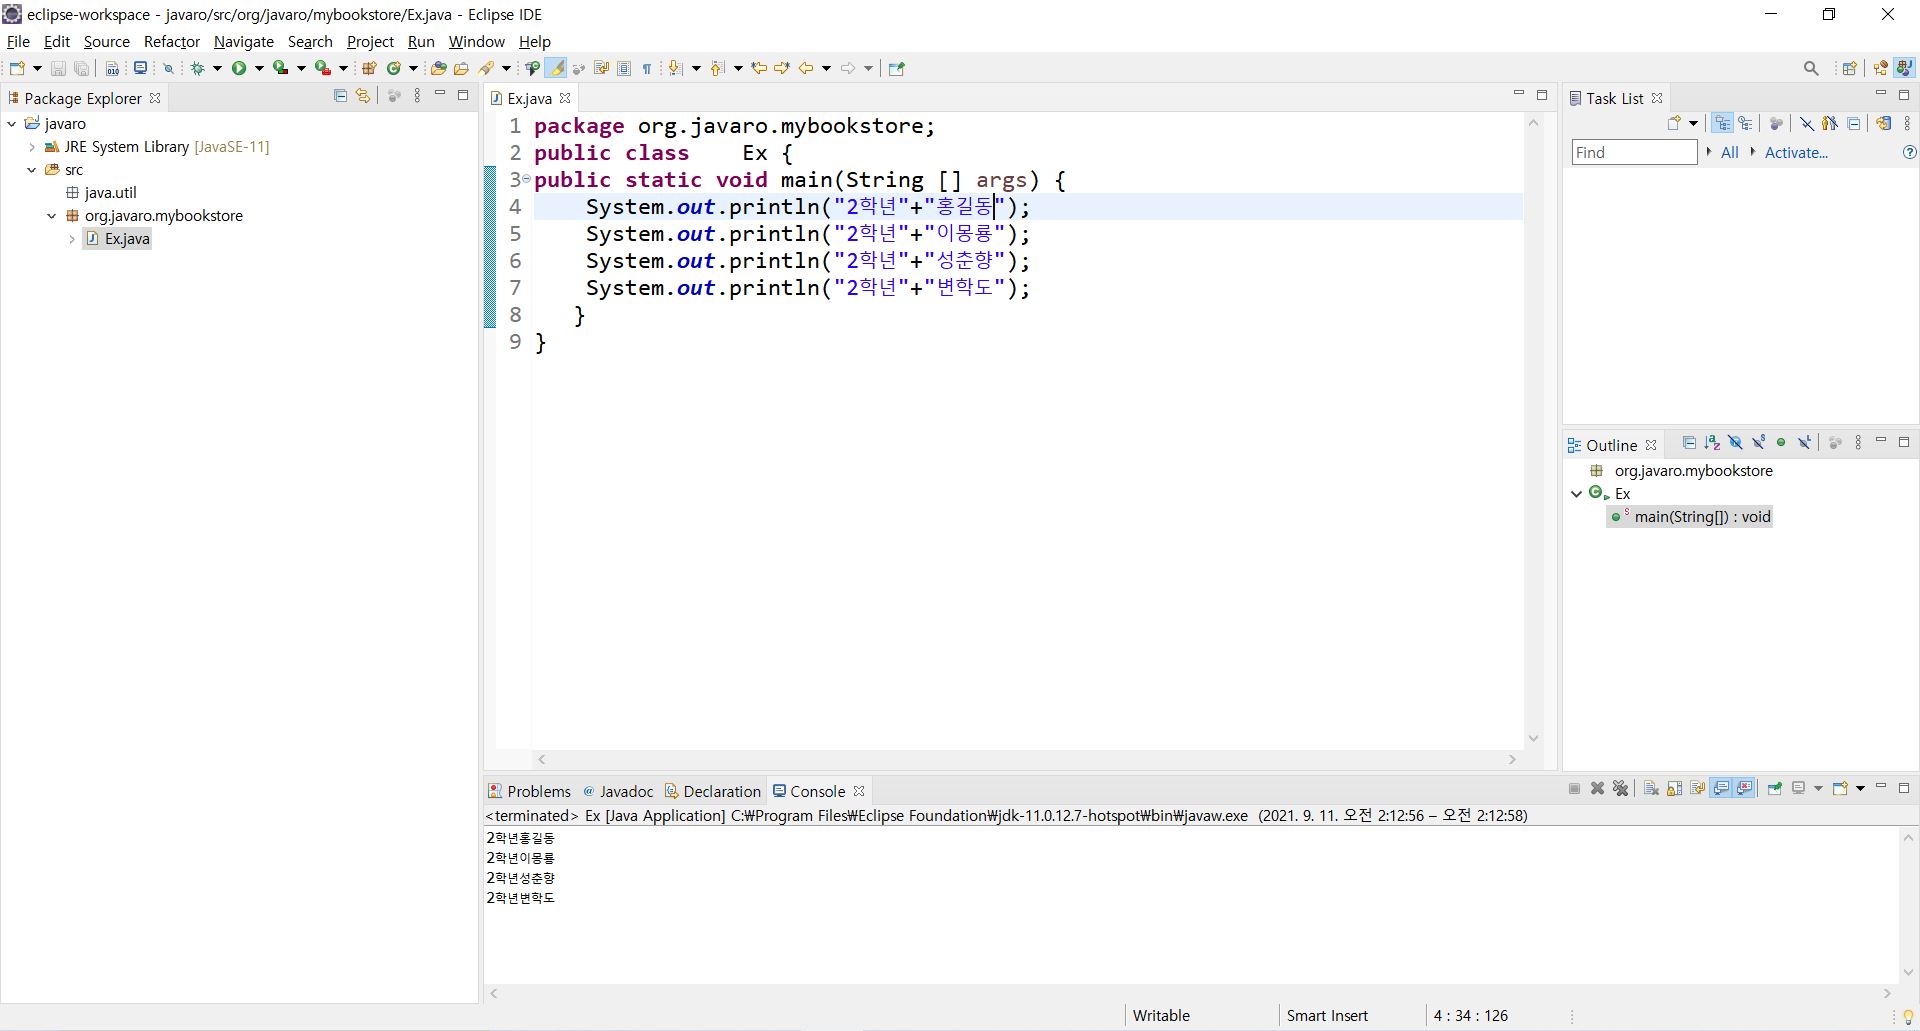 eclipse-workspace - javaro/src/org/javaro/mybookstore/Ex.java - Eclipse IDE
File Edit Source Refactor Navigate Search Project Run Window Help
Package Explorer
javaro
JRE System Library [JavaSE-11]
src
java.util
org.javaro.mybookstore
Ex.java
Ex.java
1 package org.javaro.mybookstore;
2 public class    Ex {
3 public static void main(String [] args) {
4     System.out.println("2학년"+"홍길동");
5     System.out.println("2학년"+"이몽룡");
6     System.out.println("2학년"+"성춘향");
7     System.out.println("2학년"+"변학도");
8    }
9 }
Task List
Find All Activate...
Outline
org.javaro.mybookstore
Ex
main(String[]) : void
Problems Javadoc Declaration Console
<terminated> Ex [Java Application] C:₩Program Files₩Eclipse Foundation₩jdk-11.0.12.7-hotspot₩bin₩javaw.exe (2021. 9. 11. 오전 2:12:56 – 오전 2:12:58)
2학년홍길동
2학년이몽룡
2학년성춘향
2학년변학도
Writable Smart Insert 4 : 34 : 126